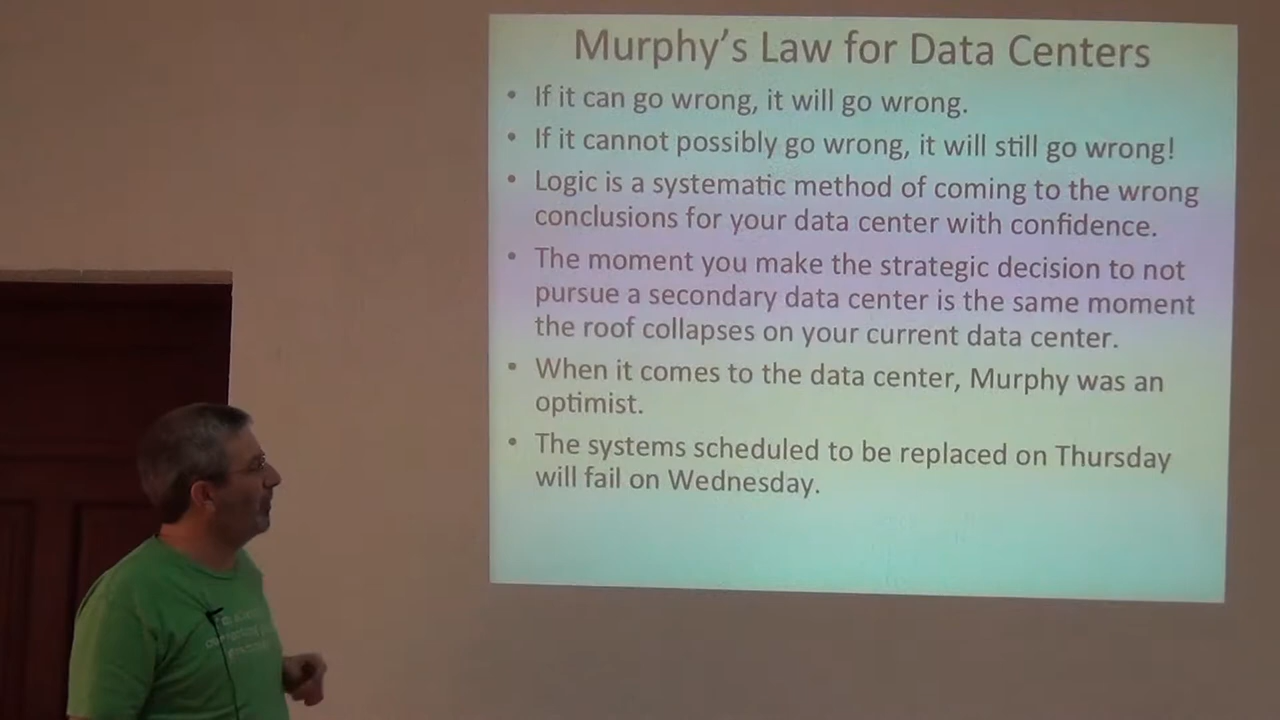 Murphy's Law for Data Centers
• If it can go wrong, it will go wrong.
• If it cannot possibly go wrong, it will still go wrong!
• Logic is a systematic method of coming to the wrong
conclusions for your data center with confidence.
• The moment you make the strategic decision to not
pursue a secondary data center is the same moment
the roof collapses on your current data center.
• When it comes to the data center, Murphy was an
optimist.
• The systems scheduled to be replaced on Thursday
will fail on Wednesday.